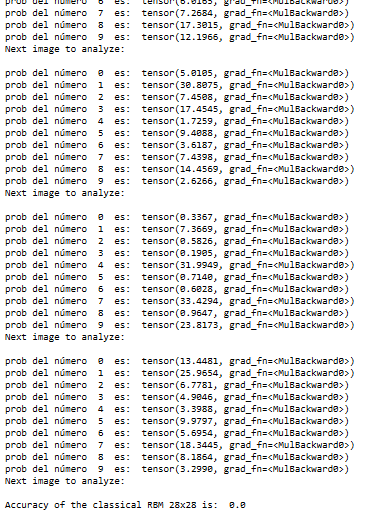 prob del número 6 es: tensor(6.0165, grad_fn=<MulBackward0>)
prob del número 7 es: tensor(7.2684, grad_fn=<MulBackward0>)
prob del número 8 es: tensor(17.3015, grad_fn=<MulBackward0>)
prob del número 9 es: tensor(12.1966, grad_fn=<MulBackward0>)
Next image to analyze:
prob del número 0 es: tensor(5.0105, grad_fn=<MulBackward0>)
prob del número 1 es: tensor(30.8075, grad_fn=<MulBackward0>)
prob del número 2 es: tensor(7.4508, grad_fn=<MulBackward0>)
prob del número 3 es: tensor(17.4545, grad_fn=<MulBackward0>)
prob del número 4 es: tensor(1.7259, grad_fn=<MulBackward0>)
prob del número 5 es: tensor(9.4088, grad_fn=<MulBackward0>)
prob del número 6 es: tensor(3.6187, grad_fn=<MulBackward0>)
prob del número 7 es: tensor(7.4398, grad_fn=<MulBackward0>)
prob del número 8 es: tensor(14.4569, grad_fn=<MulBackward0>)
prob del número 9 es: tensor(2.6266, grad_fn=<MulBackward0>)
Next image to analyze:
prob del número 0 es: tensor(0.3367, grad_fn=<MulBackward0>)
prob del número 1 es: tensor(7.3669, grad_fn=<MulBackward0>)
prob del número 2 es: tensor(0.5826, grad_fn=<MulBackward0>)
prob del número 3 es: tensor(0.1905, grad_fn=<MulBackward0>)
prob del número 4 es: tensor(31.9949, grad_fn=<MulBackward0>)
prob del número 5 es: tensor(0.7140, grad_fn=<MulBackward0>)
prob del número 6 es: tensor(0.6028, grad_fn=<MulBackward0>)
prob del número 7 es: tensor(33.4294, grad_fn=<MulBackward0>)
prob del número 8 es: tensor(0.9647, grad_fn=<MulBackward0>)
prob del número 9 es: tensor(23.8173, grad_fn=<MulBackward0>)
Next image to analyze:
prob del número 0 es: tensor(13.4481, grad_fn=<MulBackward0>)
prob del número 1 es: tensor(25.9654, grad_fn=<MulBackward0>)
prob del número 2 es: tensor(6.7781, grad_fn=<MulBackward0>)
prob del número 3 es: tensor(4.9046, grad_fn=<MulBackward0>)
prob del número 4 es: tensor(3.3988, grad_fn=<MulBackward0>)
prob del número 5 es: tensor(9.9797, grad_fn=<MulBackward0>)
prob del número 6 es: tensor(5.6954, grad_fn=<MulBackward0>)
prob del número 7 es: tensor(18.3445, grad_fn=<MulBackward0>)
prob del número 8 es: tensor(8.1864, grad_fn=<MulBackward0>)
prob del número 9 es: tensor(3.2990, grad_fn=<MulBackward0>)
Next image to analyze:
Accuracy of the classical RBM 28x28 is: 0.0